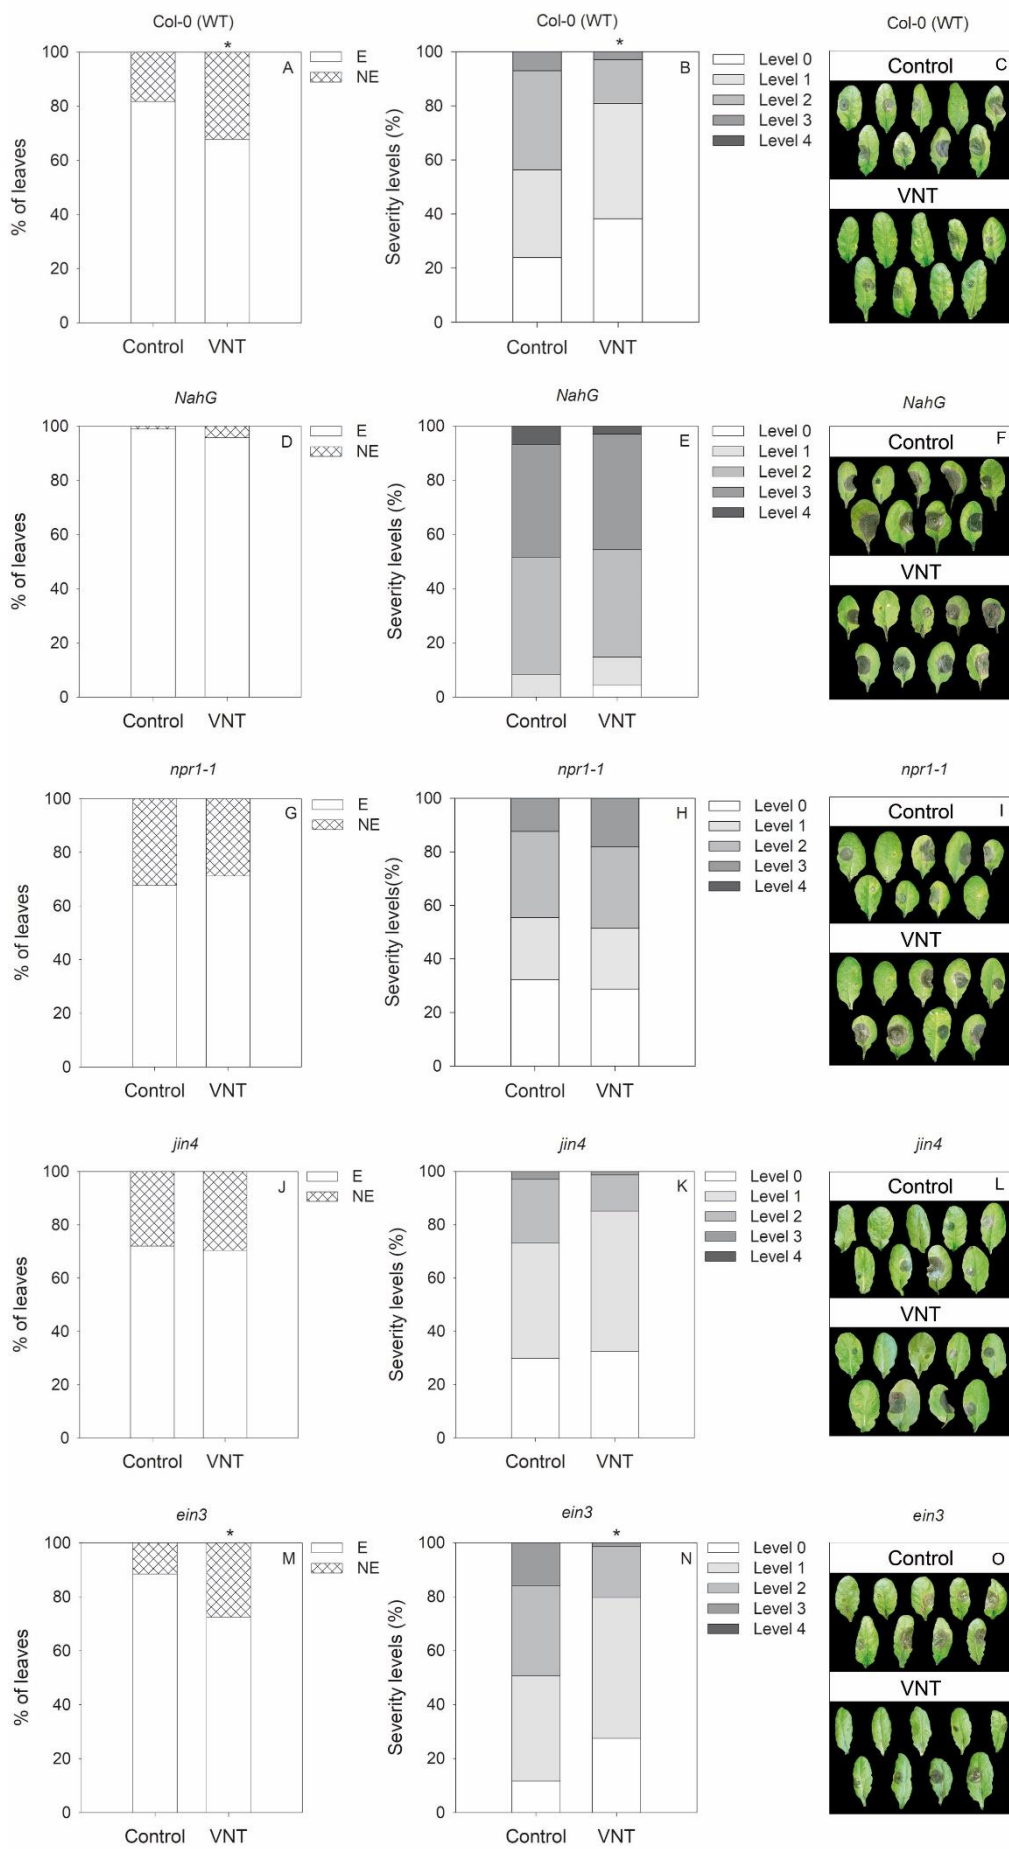 Col-0 (WT)
Col-0 (WT)
Col-0 (WT)
% of leaves
100
80
60
40
20
0
*
A
E
NE
Control
VNT
Severity levels (%)
100
80
60
40
20
0
*
B
Level 0
Level 1
Level 2
Level 3
Level 4
Control
VNT
Control
C
VNT
NahG
NahG
NahG
% of leaves
100
80
60
40
20
0
D
E
NE
Control
VNT
Severity levels (%)
100
80
60
40
20
0
E
Level 0
Level 1
Level 2
Level 3
Level 4
Control
VNT
Control
F
VNT
npr1-1
npr1-1
npr1-1
% of leaves
100
80
60
40
20
0
G
E
NE
Control
VNT
Severity levels(%)
100
80
60
40
20
0
H
Level 0
Level 1
Level 2
Level 3
Level 4
Control
VNT
Control
I
VNT
jin4
jin4
jin4
% of leaves
100
80
60
40
20
0
J
E
NE
Control
VNT
Severity levels (%)
100
80
60
40
20
0
K
Level 0
Level 1
Level 2
Level 3
Level 4
Control
VNT
Control
L
VNT
ein3
ein3
ein3
% of leaves
100
80
60
40
20
0
*
M
E
NE
Control
VNT
Severity levels (%)
100
80
60
40
20
0
*
N
Level 0
Level 1
Level 2
Level 3
Level 4
Control
VNT
Control
O
VNT